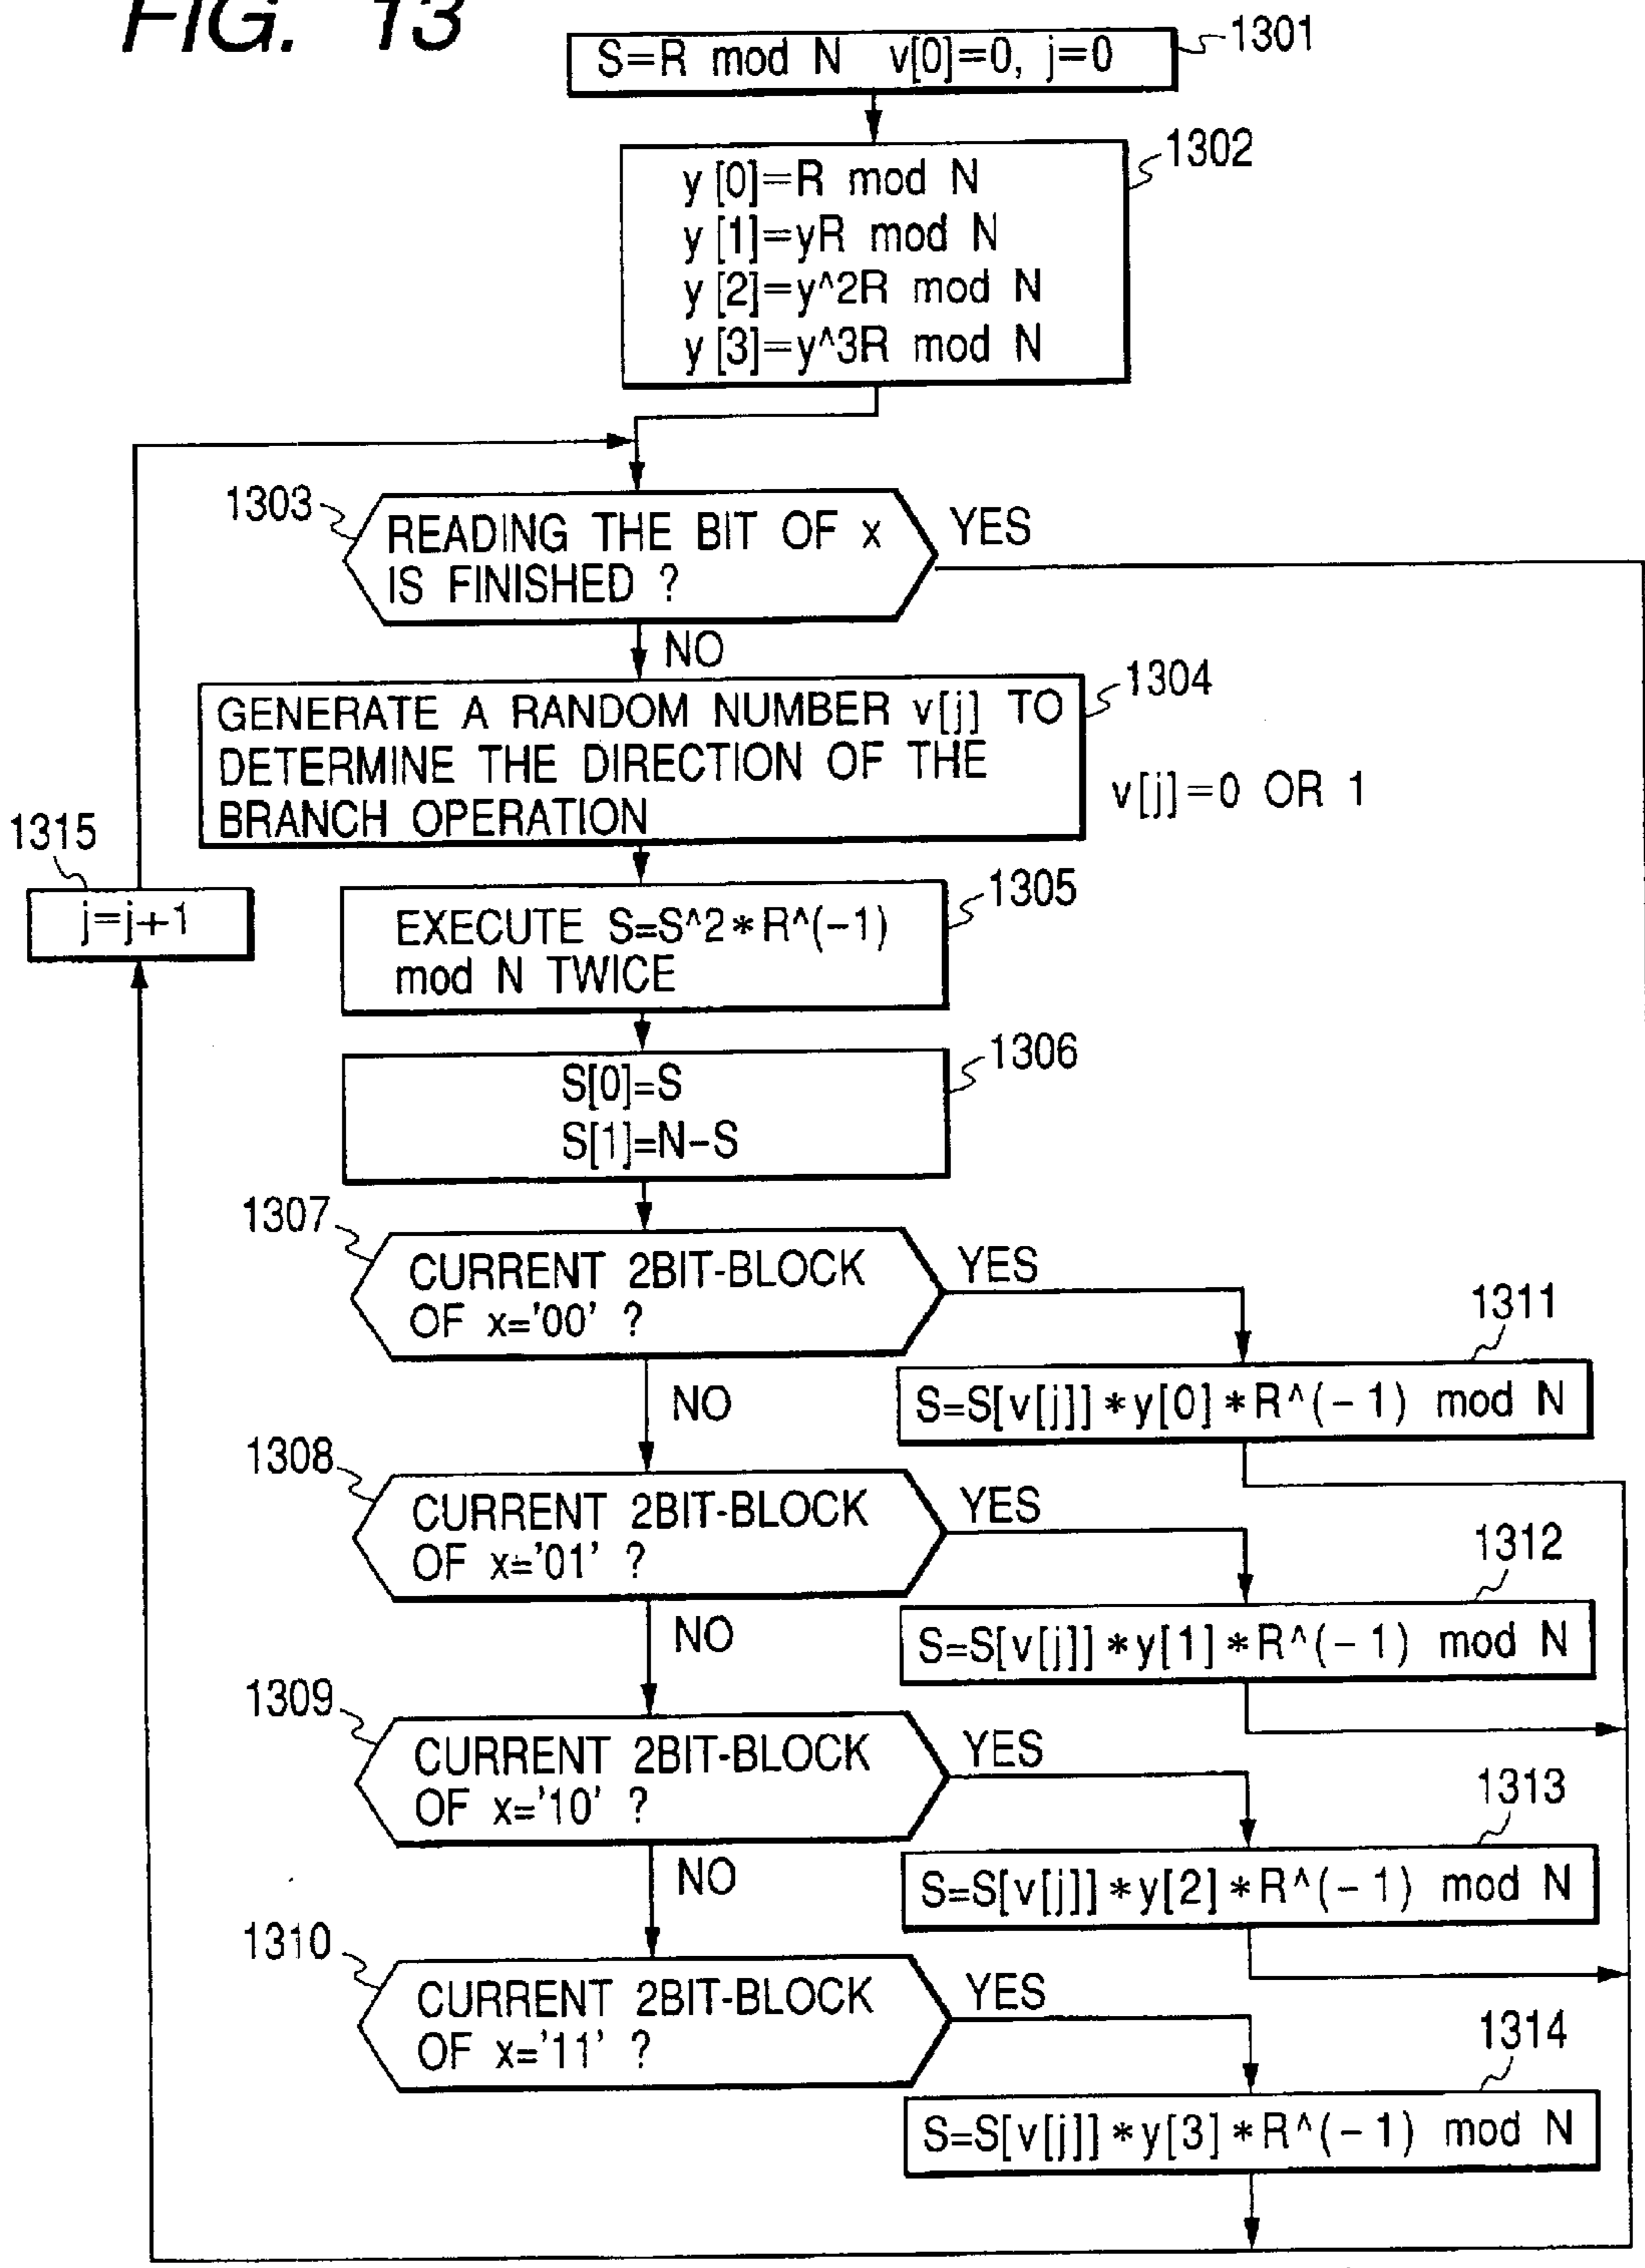 FIG. 13
S=R mod N v[0]=0, j=0
1301
1302
y[0]=R mod N
y[1]=yR mod N
y[2]=y^2R mod N
y[3]=y^3R mod N
1303
READING THE BIT OF x
IS FINISHED ?
YES
NO
1304
GENERATE A RANDOM NUMBER v[j] TO
DETERMINE THE DIRECTION OF THE
BRANCH OPERATION
v[j]=0 OR 1
1315
j=j+1
1305
EXECUTE S=S^2*R^(-1)
mod N TWICE
1306
S[0]=S
S[1]=N-S
1307
CURRENT 2BIT-BLOCK
OF x='00' ?
YES
NO
1311
S=S[v[j]]*y[0]*R^(-1) mod N
1308
CURRENT 2BIT-BLOCK
OF x='01' ?
YES
NO
1312
S=S[v[j]]*y[1]*R^(-1) mod N
1309
CURRENT 2BIT-BLOCK
OF x='10' ?
YES
NO
1313
S=S[v[j]]*y[2]*R^(-1) mod N
1310
CURRENT 2BIT-BLOCK
OF x='11' ?
YES
1314
S=S[v[j]]*y[3]*R^(-1) mod N